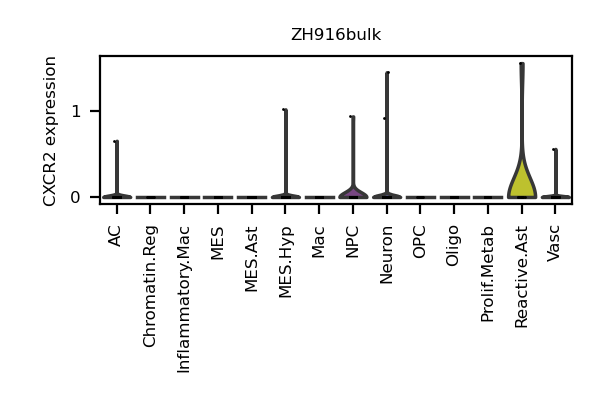 ZH916bulk
CXCR2 expression
1
0
AC
Chromatin.Reg
Inflammatory.Mac
MES
MES.Ast
MES.Hyp
Mac
NPC
Neuron
OPC
Oligo
Prolif.Metab
Reactive.Ast
Vasc